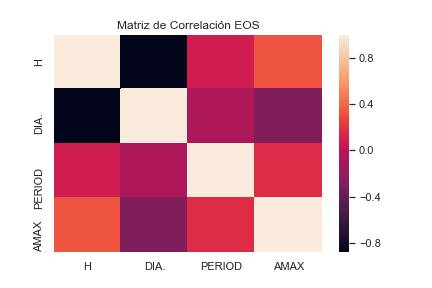 Matriz de Correlación EOS
H
DIA.
PERIOD
AMAX
H
DIA.
PERIOD
AMAX
0.8
0.4
0.0
−0.4
−0.8